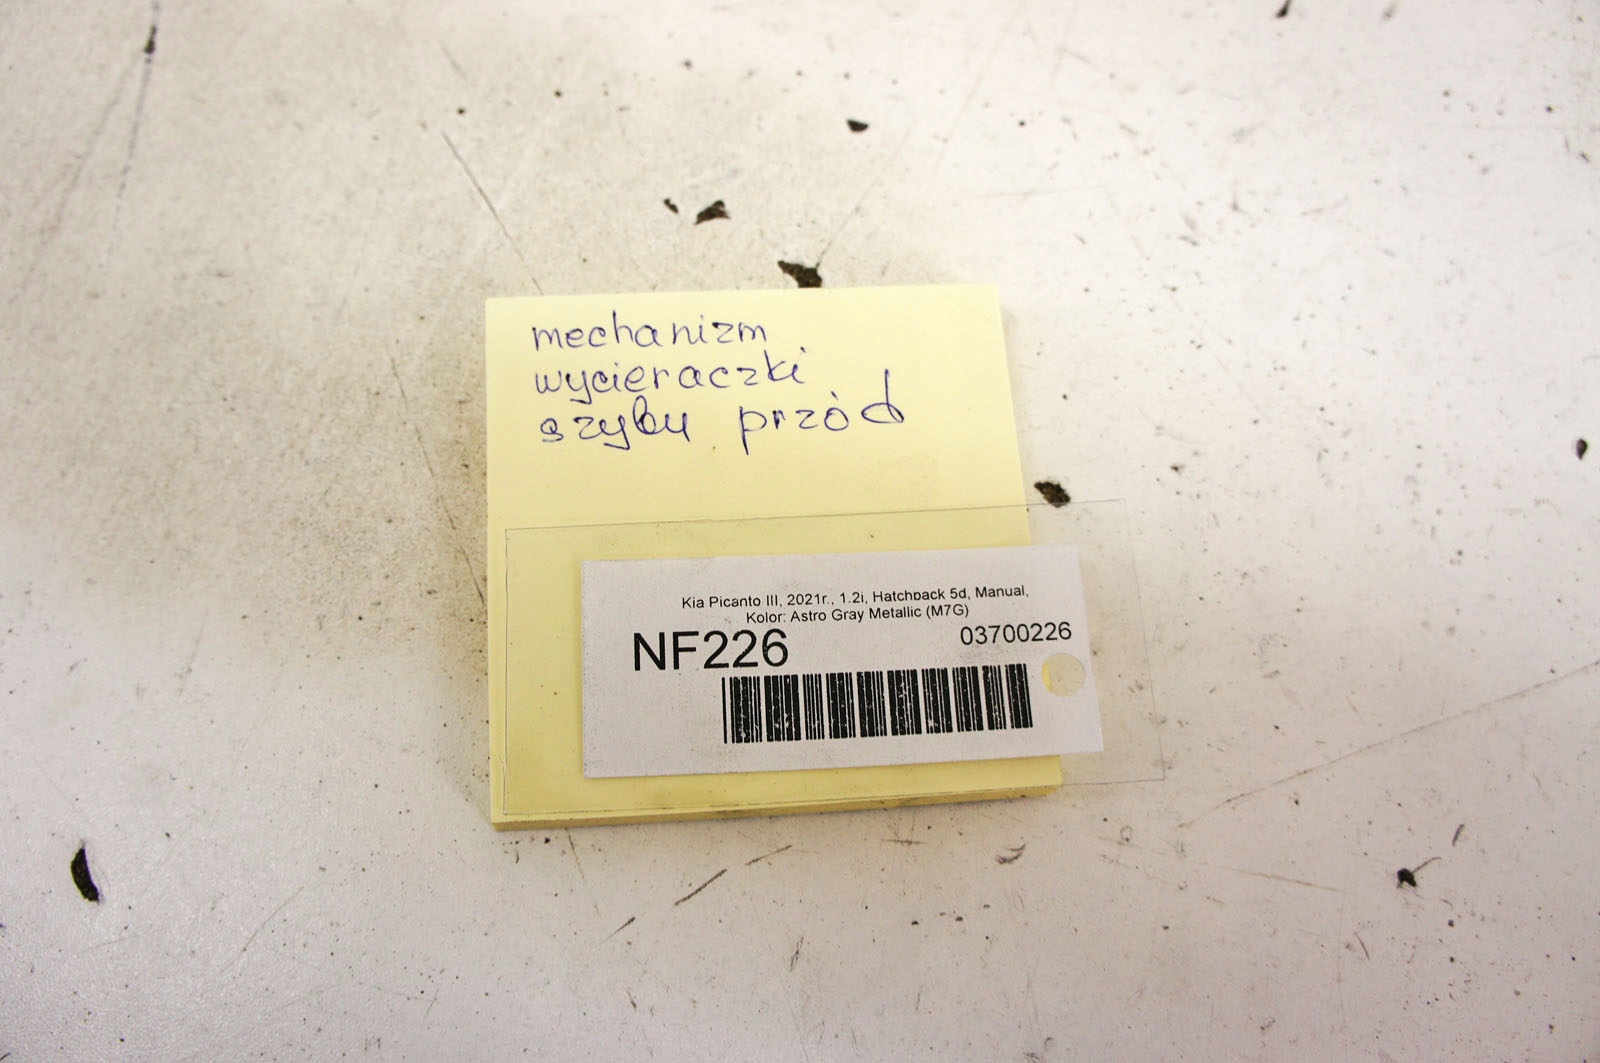 mechanizm
wycieraczki
szyby przód
Kia Picanto III, 2021r., 1.2i, Hatchback 5d, Manual,
Kolor: Astro Gray Metallic (M7G)
NF226 03700226